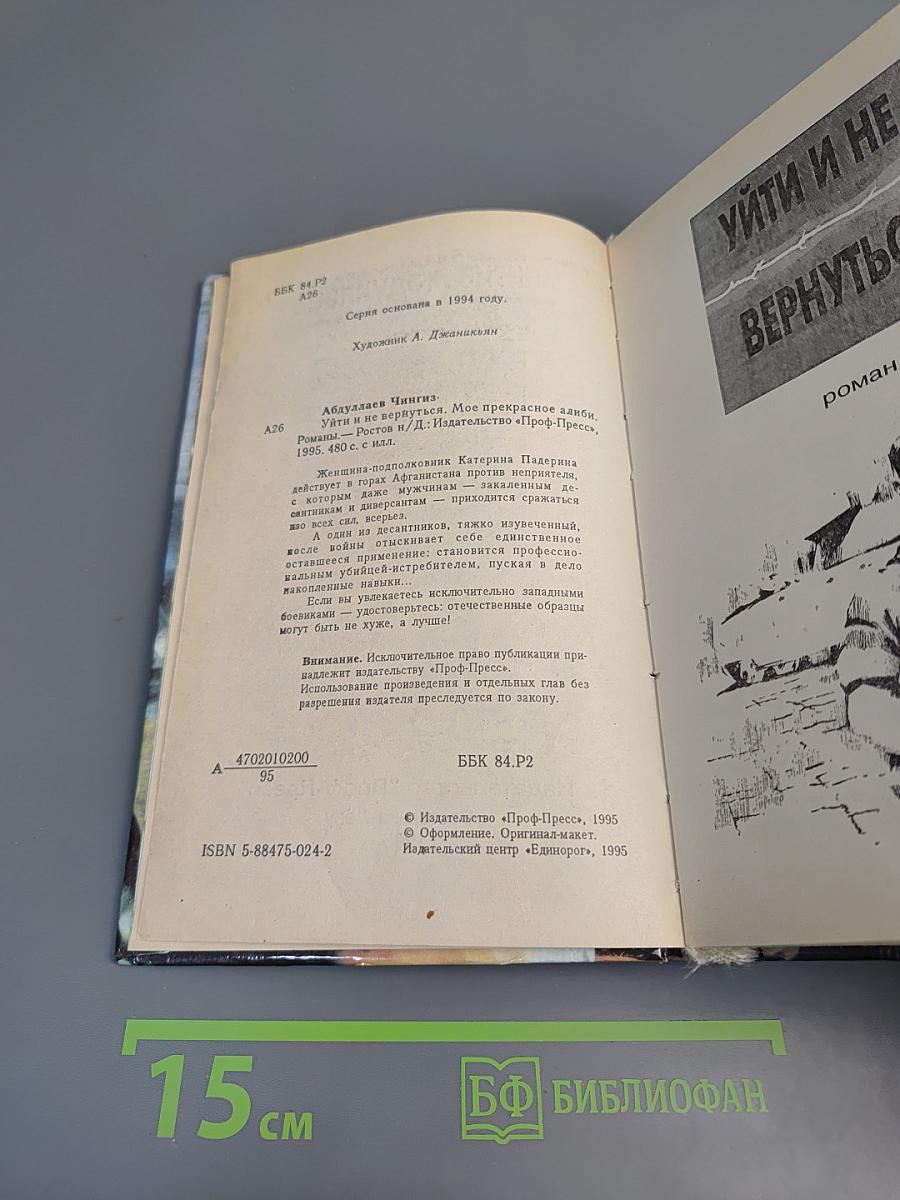 ББК 84.Р2
А26
Серия основана в 1994 году.
Художник А. Джаникьян
Абдуллаев Чингиз.
А26 Уйти и не вернуться. Мое прекрасное алиби.
Романы.— Ростов н/Д.: Издательство «Проф-Пресс»,
1995. 480 с. с илл.
Женщина-подполковник Катерина Падерина
действует в горах Афганистана против неприятеля,
с которым даже мужчинам — закаленным де-
сантникам и диверсантам — приходится сражаться
изо всех сил, всерьез.
А один из десантников, тяжко изувеченный,
после войны отыскивает себе единственное
оставшееся применение: становится профессио-
нальным убийцей-истребителем, пуская в дело
накопленные навыки...
Если вы увлекаетесь исключительно западными
боевиками — удостоверьтесь: отечественные образцы
могут быть не хуже, а лучше!
Внимание. Исключительное право публикации при-
надлежит издательству «Проф-Пресс».
Использование произведения и отдельных глав без
разрешения издателя преследуется по закону.
А 4702010200
95
ББК 84.Р2
© Издательство «Проф-Пресс», 1995
© Оформление. Оригинал-макет.
Издательский центр «Единорог», 1995
ISBN 5-88475-024-2
УЙТИ И НЕ
ВЕРНУТЬС
роман
15 см
БФ БИБЛИОФАН